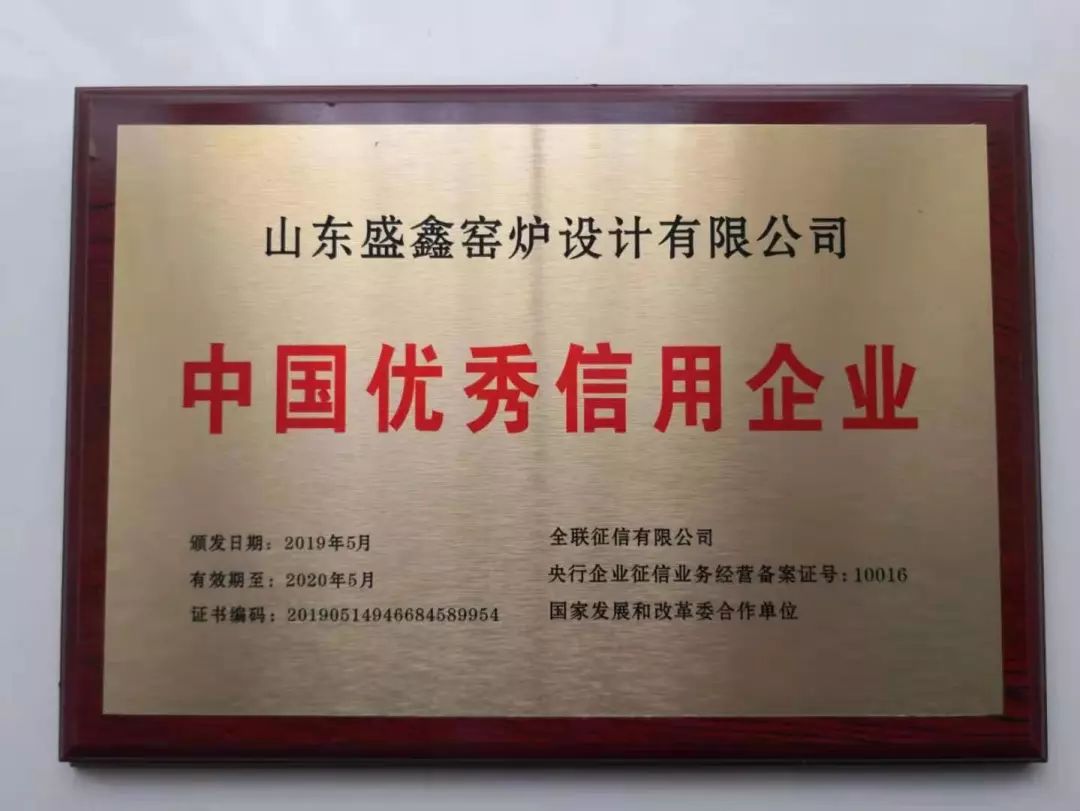 山东盛鑫窑炉设计有限公司
中国优秀信用企业
颁发日期：2019年5月
有效期至：2020年5月
证书编码：20190514946684589954
全联征信有限公司
央行企业征信业务经营备案证号：10016
国家发展和改革委合作单位